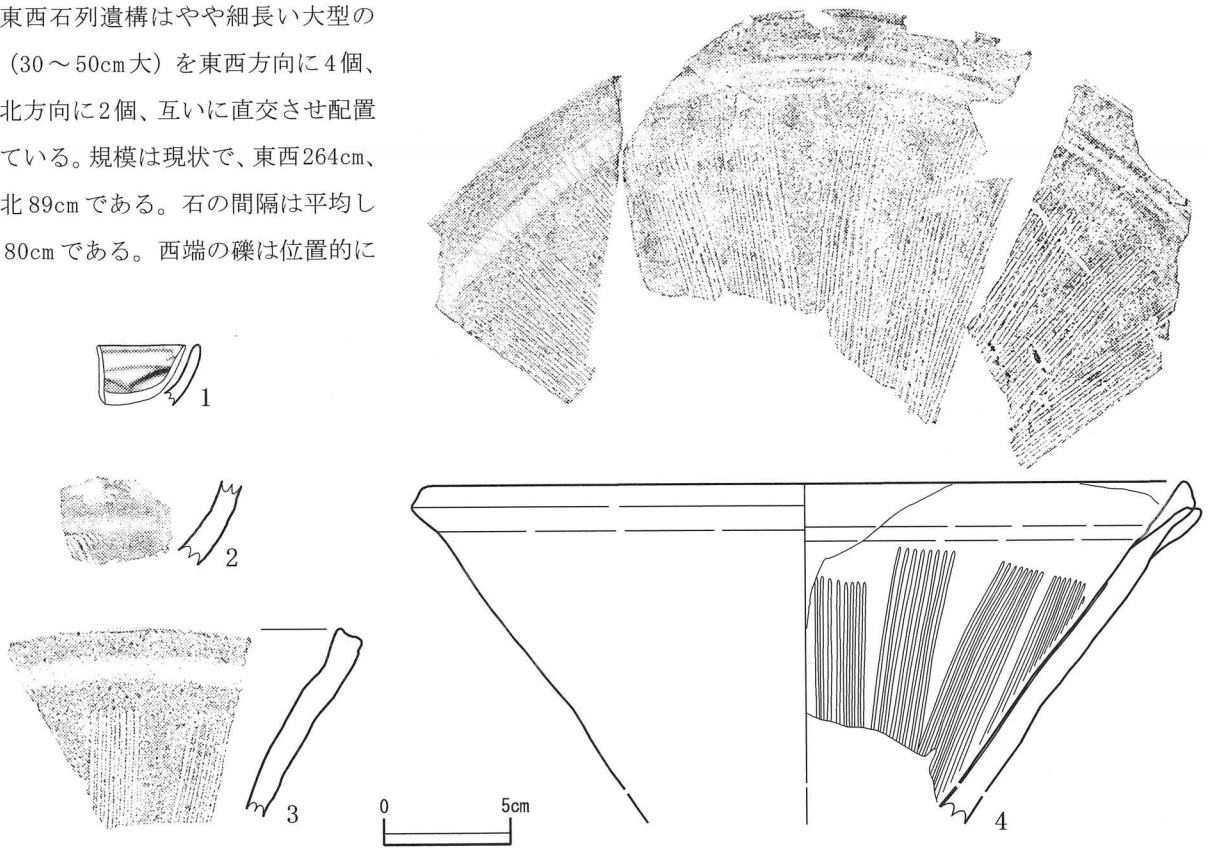 東西石列遺構はやや細長い大型の
(30～50cm大)を東西方向に4個、
北方向に2個、互いに直交させ配置
ている。規模は現状で、東西264cm、
北89cmである。石の間隔は平均し
80cmである。西端の礫は位置的に
1
2
3
0 5cm
4